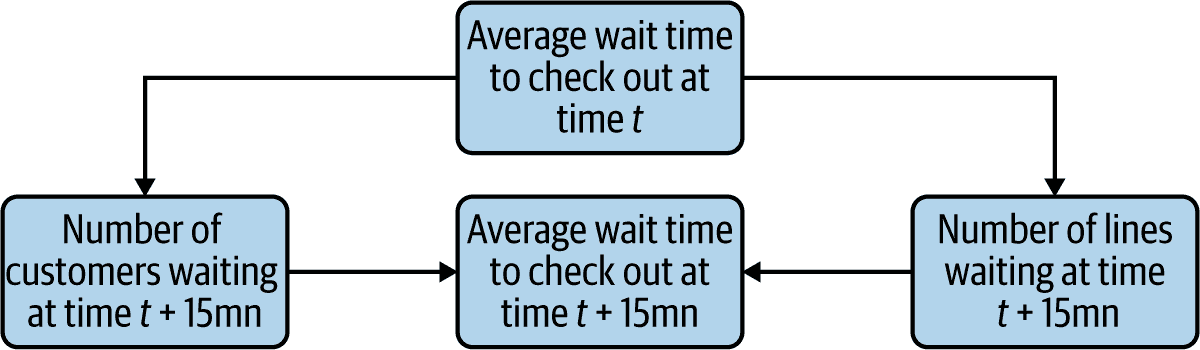 Average wait time
to check out at
time t
Number of
customers waiting
at time t + 15mn
Average wait time
to check out at
time t + 15mn
Number of lines
waiting at time
t + 15mn